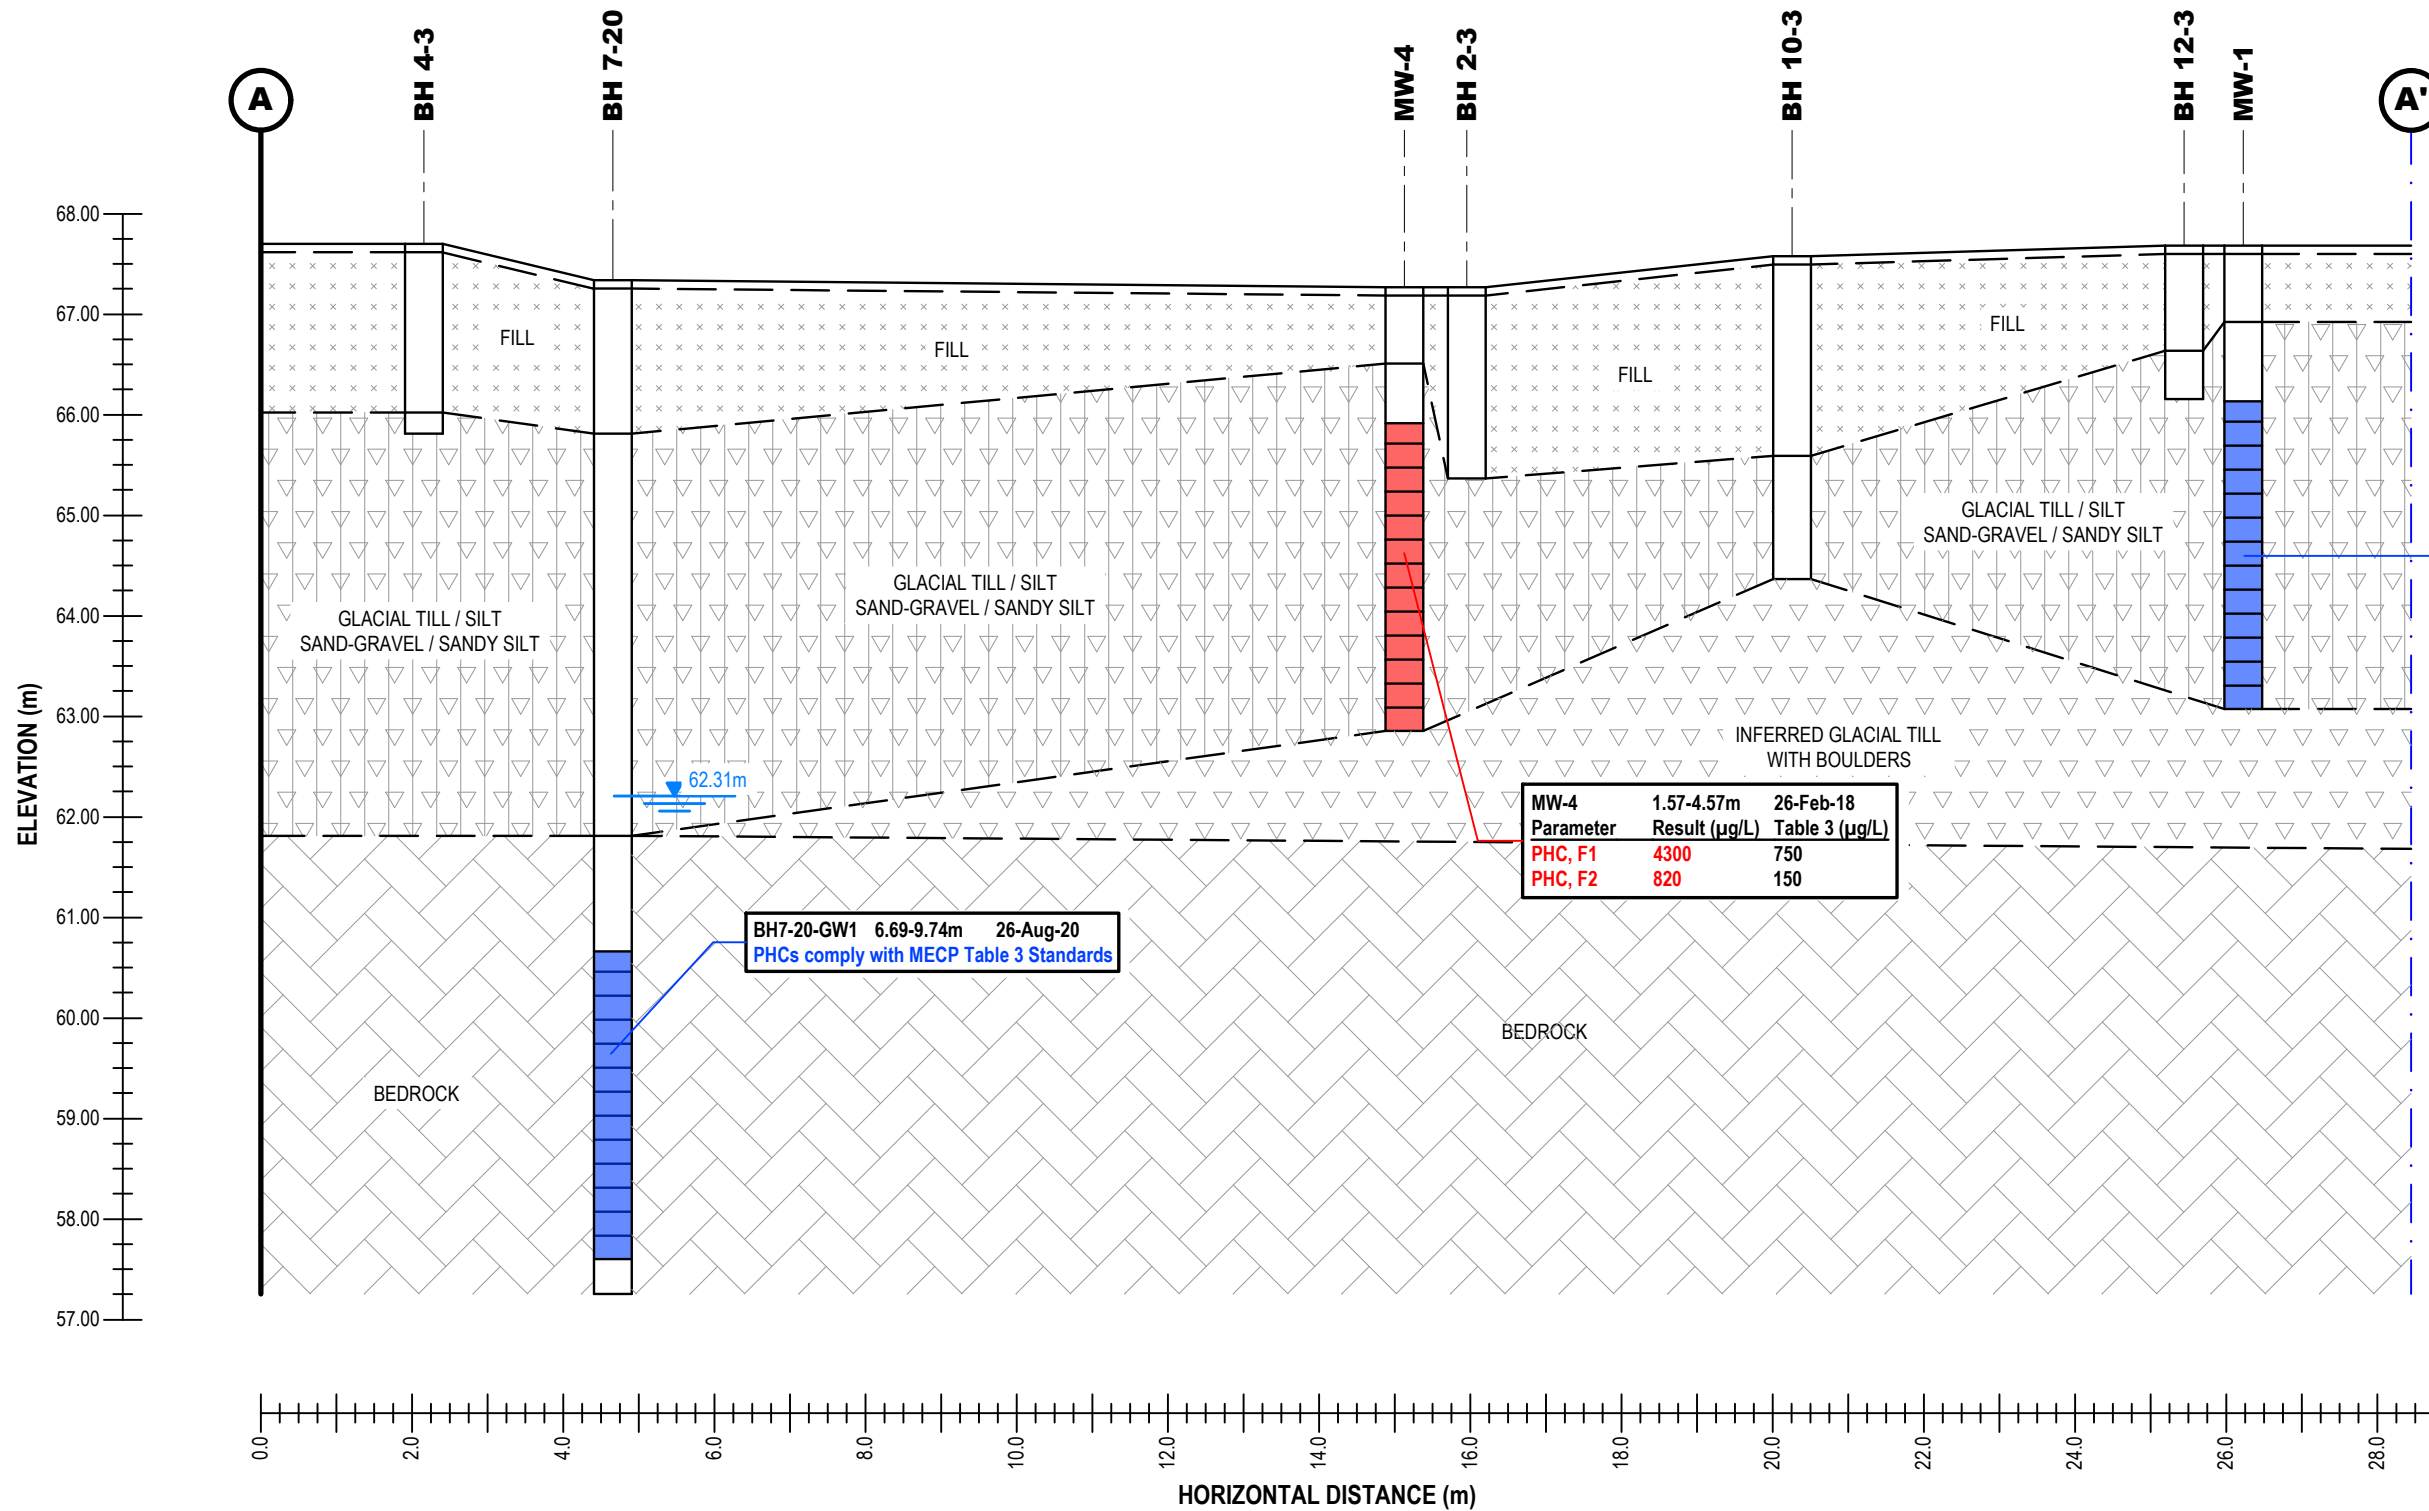 BH 4-3
BH 7-20
MW-4
BH 2-3
BH 10-3
BH 12-3
MW-1
A
A'
68.00
67.00
66.00
65.00
64.00
63.00
62.00
61.00
60.00
59.00
58.00
57.00
ELEVATION (m)
FILL
FILL
FILL
FILL
GLACIAL TILL / SILT
SAND-GRAVEL / SANDY SILT
GLACIAL TILL / SILT
SAND-GRAVEL / SANDY SILT
GLACIAL TILL / SILT
SAND-GRAVEL / SANDY SILT
INFERRED GLACIAL TILL
WITH BOULDERS
62.31m
MW-4 1.57-4.57m 26-Feb-18
Parameter Result (µg/L) Table 3 (µg/L)
PHC, F1 4300 750
PHC, F2 820 150
BH7-20-GW1 6.69-9.74m 26-Aug-20
PHCs comply with MECP Table 3 Standards
BEDROCK
BEDROCK
0.0
2.0
4.0
6.0
8.0
10.0
12.0
14.0
16.0
18.0
20.0
22.0
24.0
26.0
28.0
HORIZONTAL DISTANCE (m)